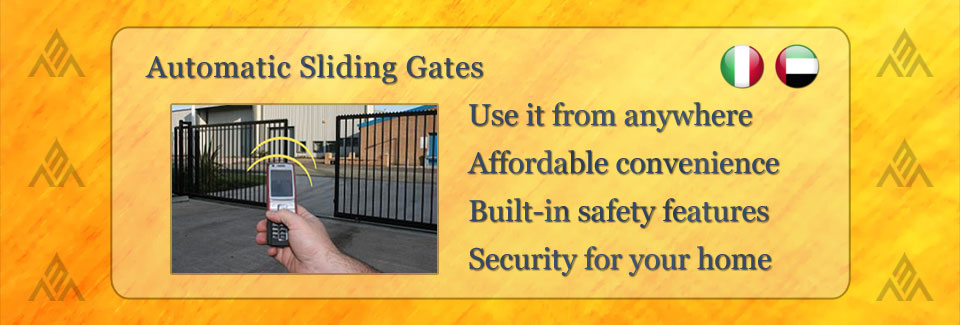 Automatic Sliding Gates
Use it from anywhere
Affordable convenience
Built-in safety features
Security for your home